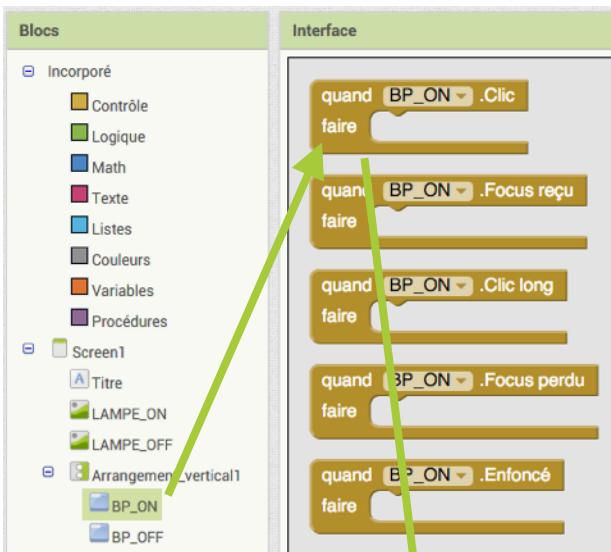 Blocs
Incorporé
Contrôle
Logique
Math
Texte
Listes
Couleurs
Variables
Procédures
Screen1
A Titre
LAMPE_ON
LAMPE_OFF
Arrangement_vertical1
BP_ON
BP_OFF
Interface
quand BP_ON .Clic
faire
quand BP_ON .Focus reçu
faire
quand BP_ON .Clic long
faire
quand BP_ON .Focus perdu
faire
quand BP_ON .Enfoncé
faire